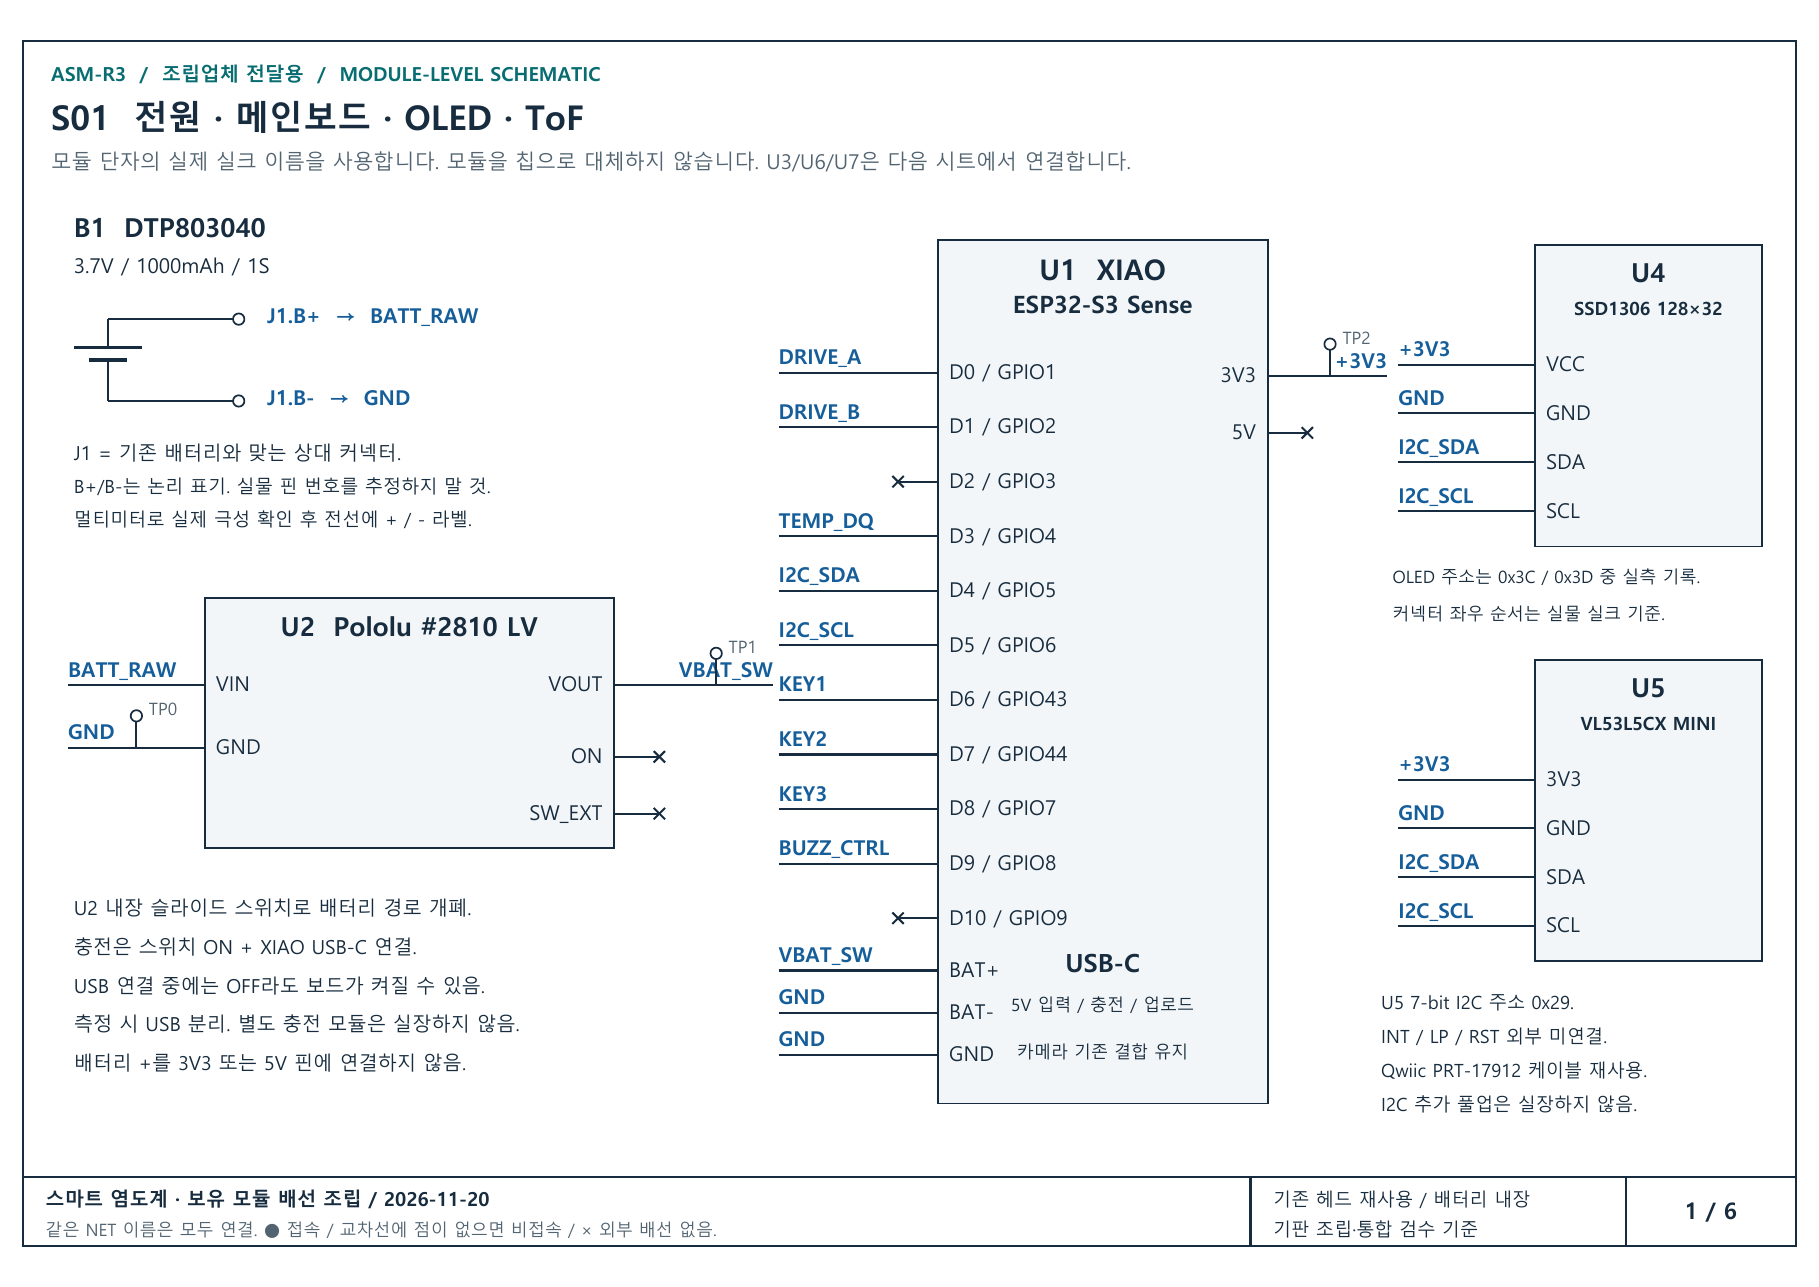 ASM-R3 / 조립업체 전달용 / MODULE-LEVEL SCHEMATIC
S01 전원 · 메인보드 · OLED · ToF
모듈 단자의 실제 실크 이름을 사용합니다. 모듈을 칩으로 대체하지 않습니다. U3/U6/U7은 다음 시트에서 연결합니다.
B1 DTP803040
3.7V / 1000mAh / 1S
J1.B+ → BATT_RAW
J1.B- → GND
J1 = 기존 배터리와 맞는 상대 커넥터.
B+/B-는 논리 표기. 실물 핀 번호를 추정하지 말 것.
멀티미터로 실제 극성 확인 후 전선에 + / - 라벨.
U2 Pololu #2810 LV
BATT_RAW
VIN
TP0
GND
GND
VOUT
TP1
VBAT_SW
ON
SW_EXT
U2 내장 슬라이드 스위치로 배터리 경로 개폐.
충전은 스위치 ON + XIAO USB-C 연결.
USB 연결 중에는 OFF라도 보드가 켜질 수 있음.
측정 시 USB 분리. 별도 충전 모듈은 실장하지 않음.
배터리 +를 3V3 또는 5V 핀에 연결하지 않음.
U1 XIAO
ESP32-S3 Sense
DRIVE_A
D0 / GPIO1
DRIVE_B
D1 / GPIO2
D2 / GPIO3
TEMP_DQ
D3 / GPIO4
I2C_SDA
D4 / GPIO5
I2C_SCL
D5 / GPIO6
KEY1
D6 / GPIO43
KEY2
D7 / GPIO44
KEY3
D8 / GPIO7
BUZZ_CTRL
D9 / GPIO8
D10 / GPIO9
VBAT_SW
BAT+
GND
BAT-
GND
GND
USB-C
5V 입력 / 충전 / 업로드
카메라 기존 결합 유지
3V3
TP2
+3V3
5V
U4
SSD1306 128×32
+3V3
VCC
GND
GND
I2C_SDA
SDA
I2C_SCL
SCL
OLED 주소는 0x3C / 0x3D 중 실측 기록.
커넥터 좌우 순서는 실물 실크 기준.
U5
VL53L5CX MINI
+3V3
3V3
GND
GND
I2C_SDA
SDA
I2C_SCL
SCL
U5 7-bit I2C 주소 0x29.
INT / LP / RST 외부 미연결.
Qwiic PRT-17912 케이블 재사용.
I2C 추가 풀업은 실장하지 않음.
스마트 염도계 · 보유 모듈 배선 조립 / 2026-11-20
같은 NET 이름은 모두 연결. ● 접속 / 교차선에 점이 없으면 비접속 / × 외부 배선 없음.
기존 헤드 재사용 / 배터리 내장
기판 조립·통합 검수 기준
1 / 6